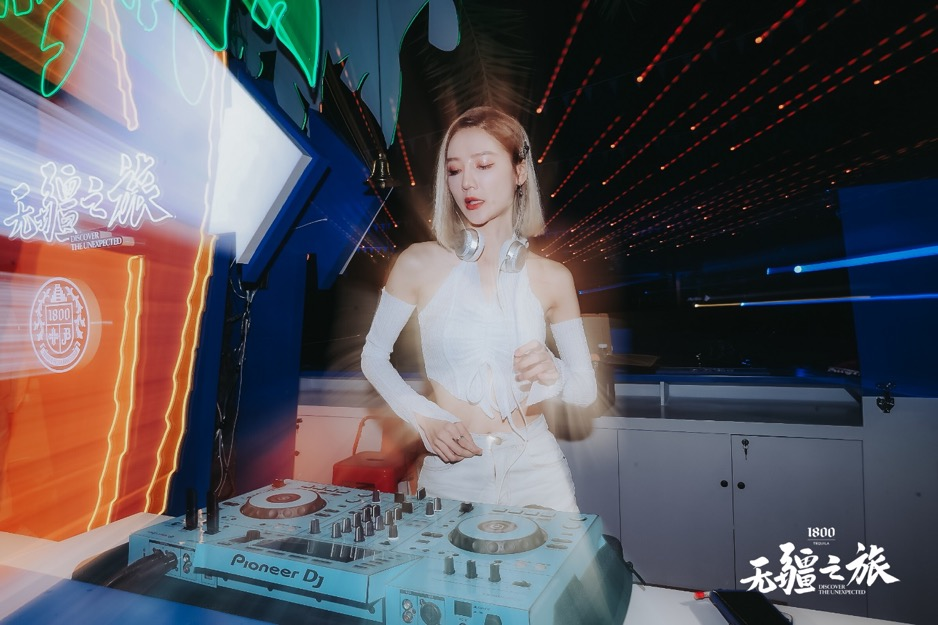 无疆之旅
DISCOVER
THE UNEXPECTED
1800
Pioneer Dj
1800
TEQUILA
无疆之旅
DISCOVER
THE UNEXPECTED